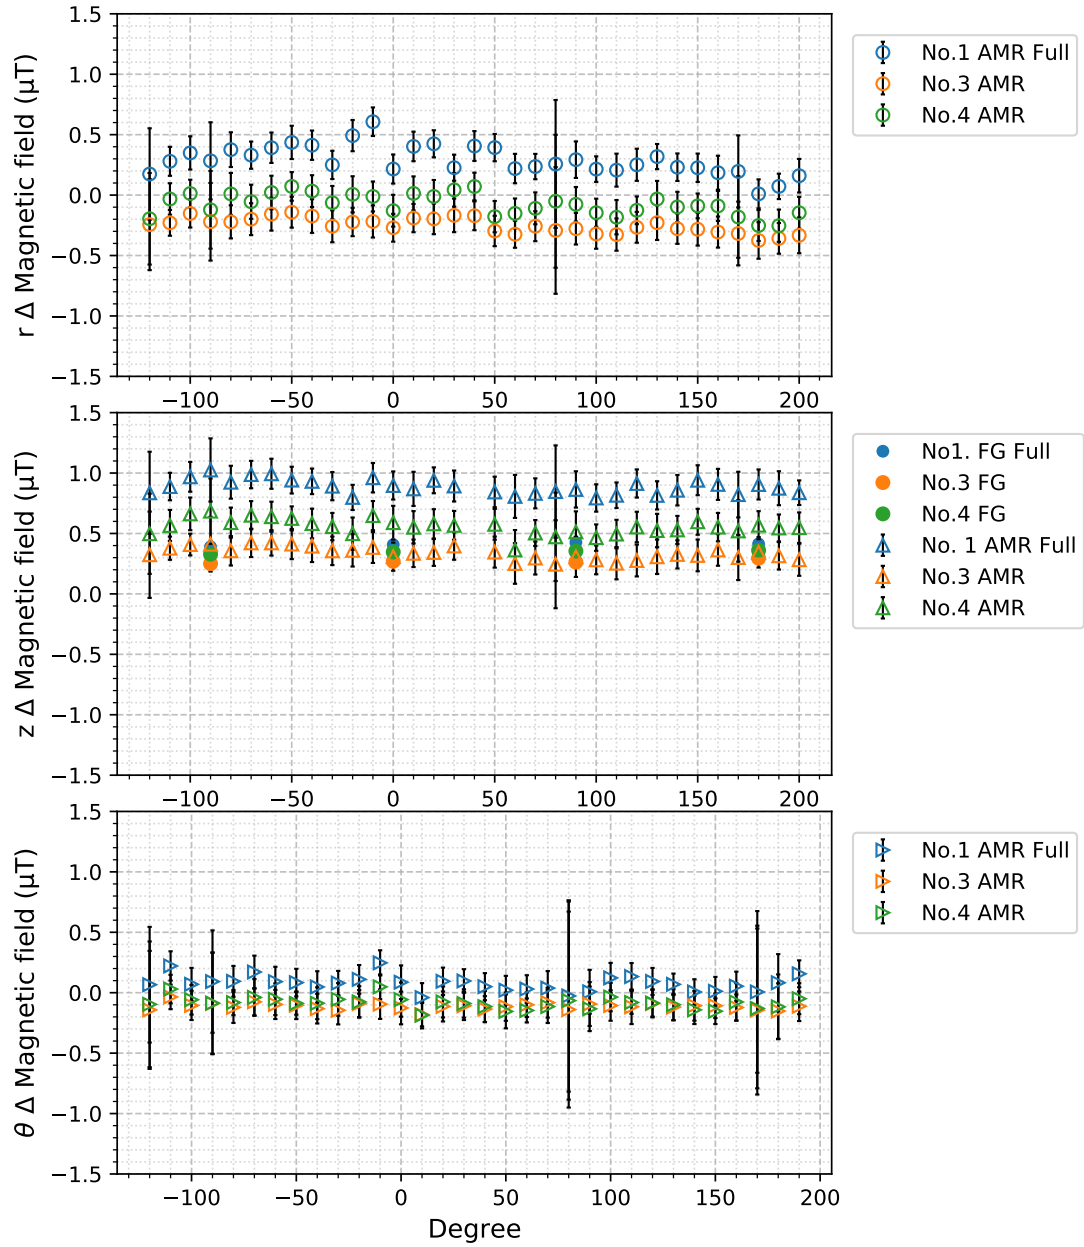 1.5
1.0
0.5
0.0
−0.5
−1.0
−1.5
r Δ Magnetic field (μT)
−100 −50 0 50 100 150 200
No.1 AMR Full
No.3 AMR
No.4 AMR
1.5
1.0
0.5
0.0
−0.5
−1.0
−1.5
z Δ Magnetic field (μT)
−100 −50 0 50 100 150 200
No1. FG Full
No.3 FG
No.4 FG
No. 1 AMR Full
No.3 AMR
No.4 AMR
1.5
1.0
0.5
0.0
−0.5
−1.0
−1.5
θ Δ Magnetic field (μT)
−100 −50 0 50 100 150 200
Degree
No.1 AMR Full
No.3 AMR
No.4 AMR